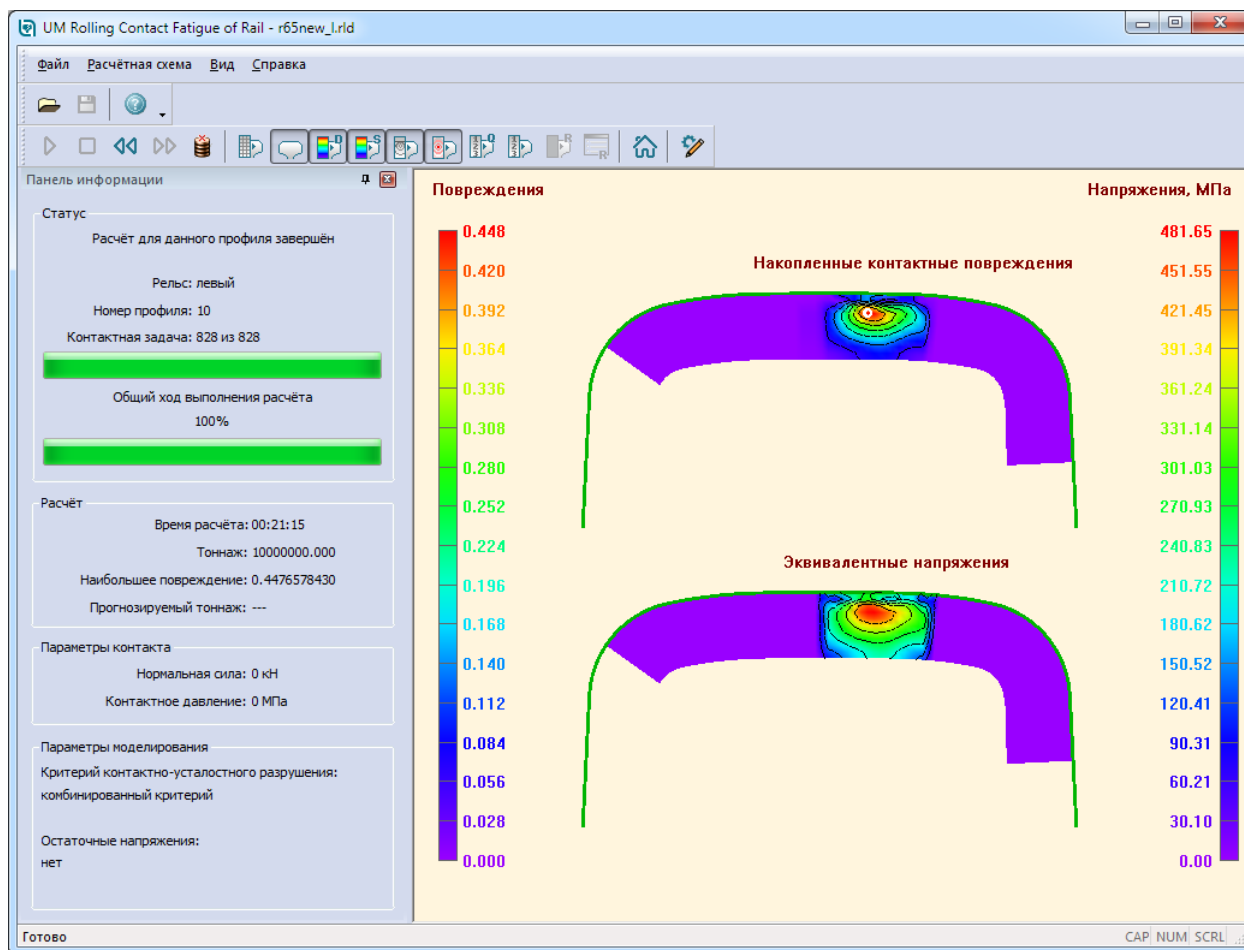 UM Rolling Contact Fatigue of Rail - r65new_l.rld
Файл Расчётная схема Вид Справка
Панель информации
Статус
Расчёт для данного профиля завершён
Рельс: левый
Номер профиля: 10
Контактная задача: 828 из 828
Общий ход выполнения расчёта
100%
Расчёт
Время расчёта: 00:21:15
Тоннаж: 10000000.000
Наибольшее повреждение: 0.4476578430
Прогнозируемый тоннаж: ---
Параметры контакта
Нормальная сила: 0 кН
Контактное давление: 0 МПа
Параметры моделирования
Критерий контактно-усталостного разрушения:
комбинированный критерий
Остаточные напряжения:
нет
Повреждения
0.448
0.420
0.392
0.364
0.336
0.308
0.280
0.252
0.224
0.196
0.168
0.140
0.112
0.084
0.056
0.028
0.000
Накопленные контактные повреждения
Эквивалентные напряжения
Напряжения, МПа
481.65
451.55
421.45
391.34
361.24
331.14
301.03
270.93
240.83
210.72
180.62
150.52
120.41
90.31
60.21
30.10
0.00
Готово
CAP NUM SCRL